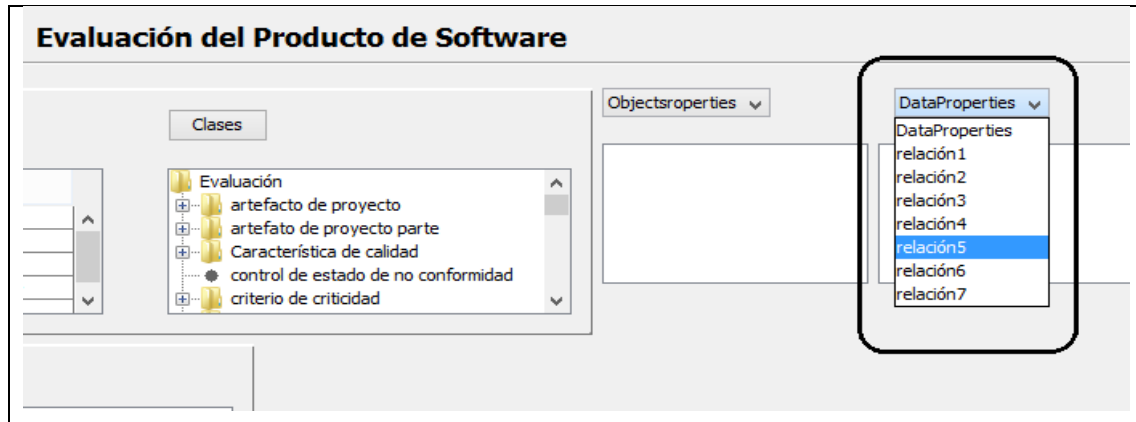 Evaluación del Producto de Software
Clases
Evaluación
artefacto de proyecto
artefato de proyecto parte
Característica de calidad
control de estado de no conformidad
criterio de criticidad
Objectsroperties
DataProperties
DataProperties
relación1
relación2
relación3
relación4
relación5
relación6
relación7